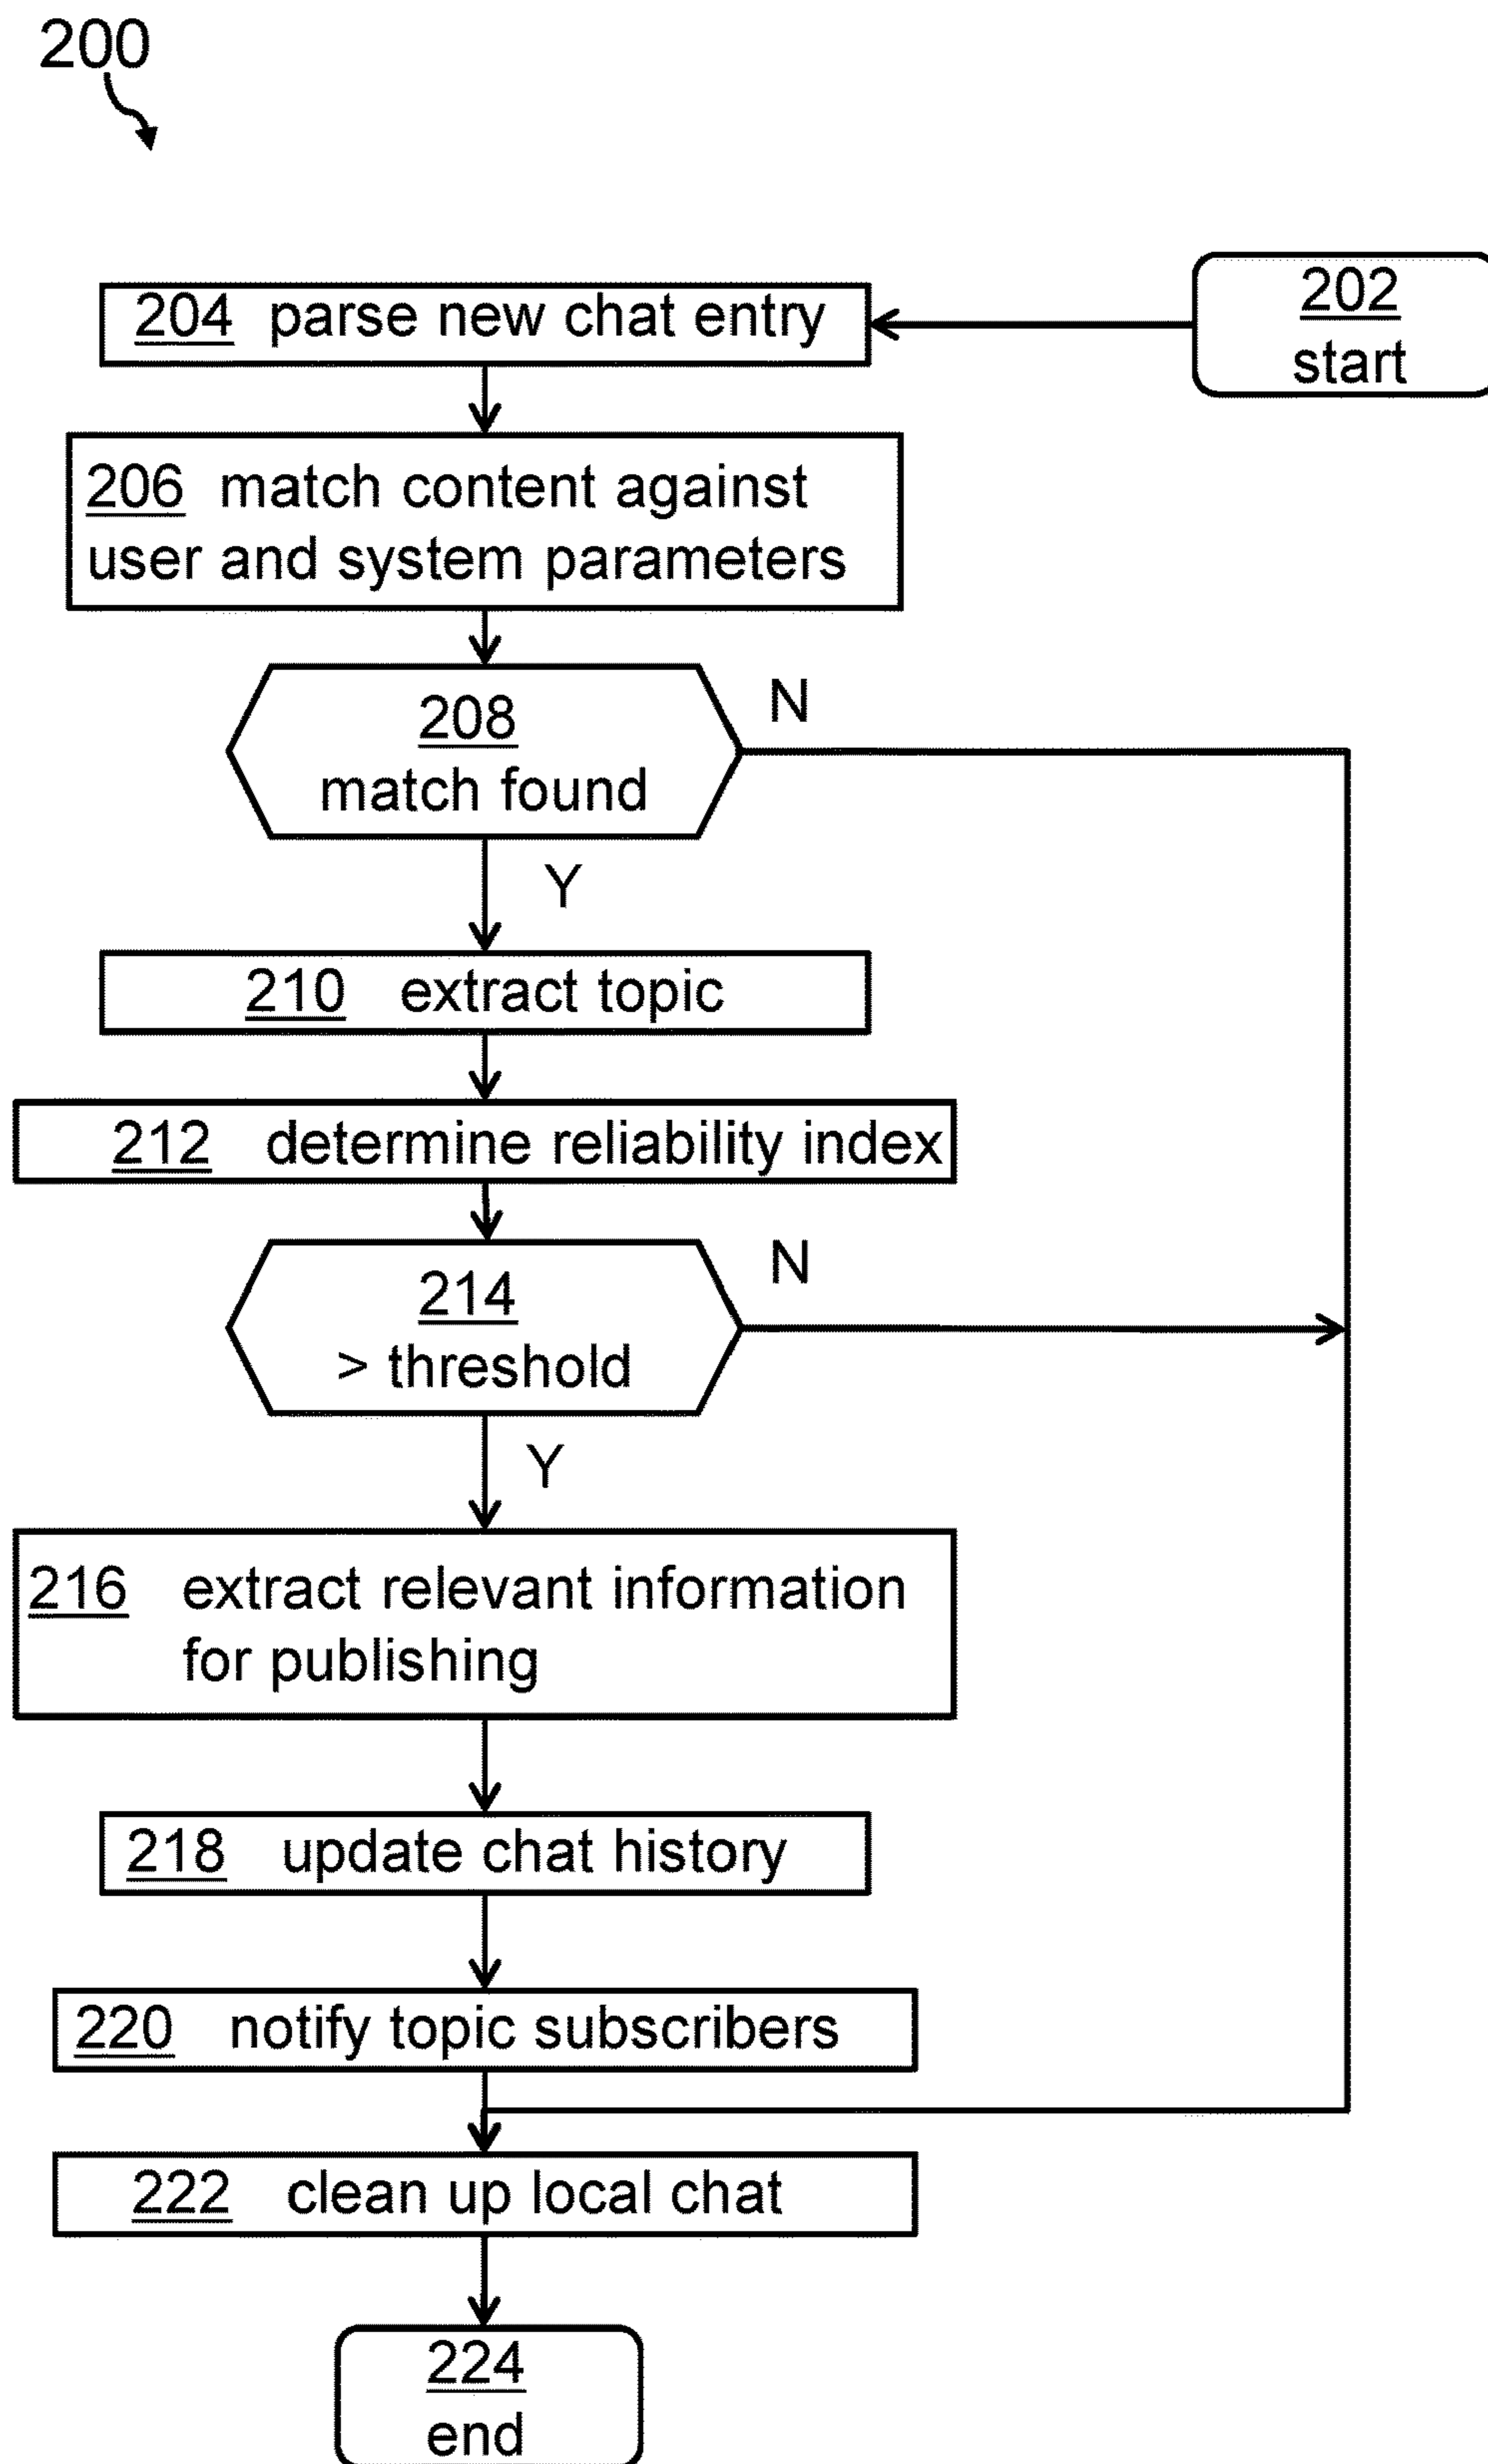 200
202
start
204 parse new chat entry
206 match content against
user and system parameters
208
match found
N
Y
210 extract topic
212 determine reliability index
214
> threshold
N
Y
216 extract relevant information
for publishing
218 update chat history
220 notify topic subscribers
222 clean up local chat
224
end